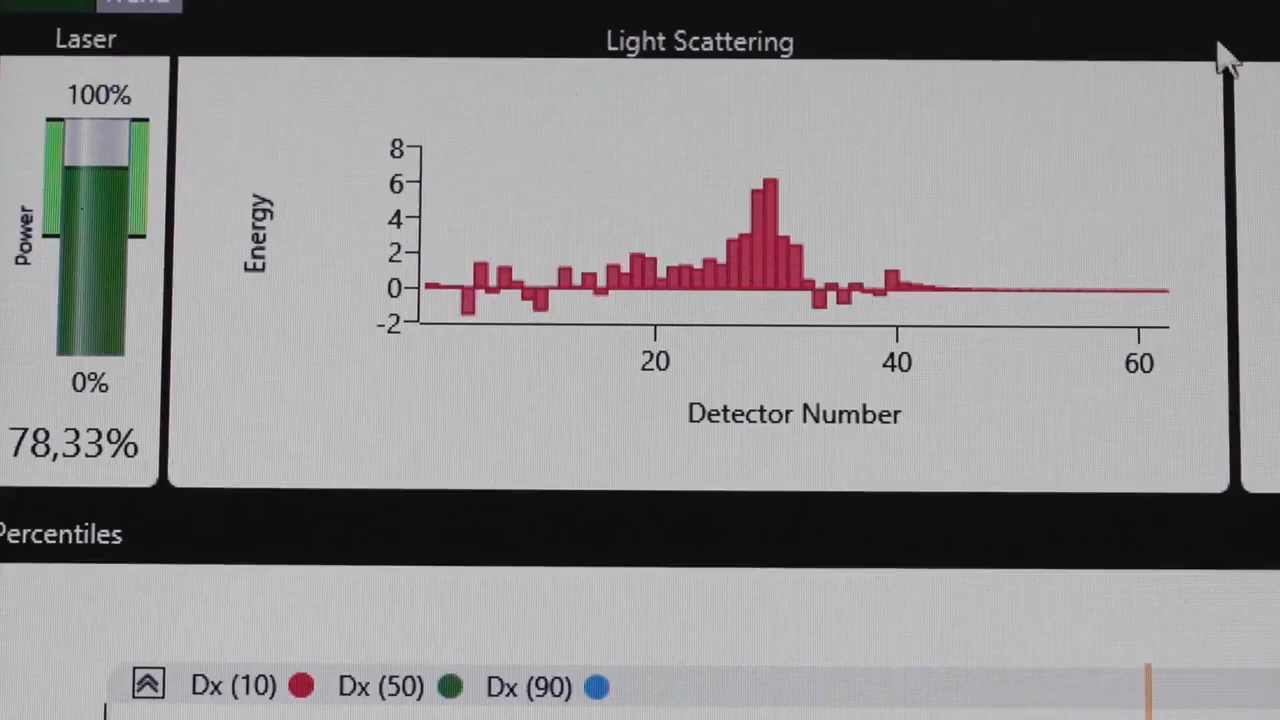 Trend
Laser
Light Scattering
100%
Power
0%
78,33%
Energy
8
6
4
2
0
-2
20
40
60
Detector Number
Percentiles
Dx (10)
Dx (50)
Dx (90)